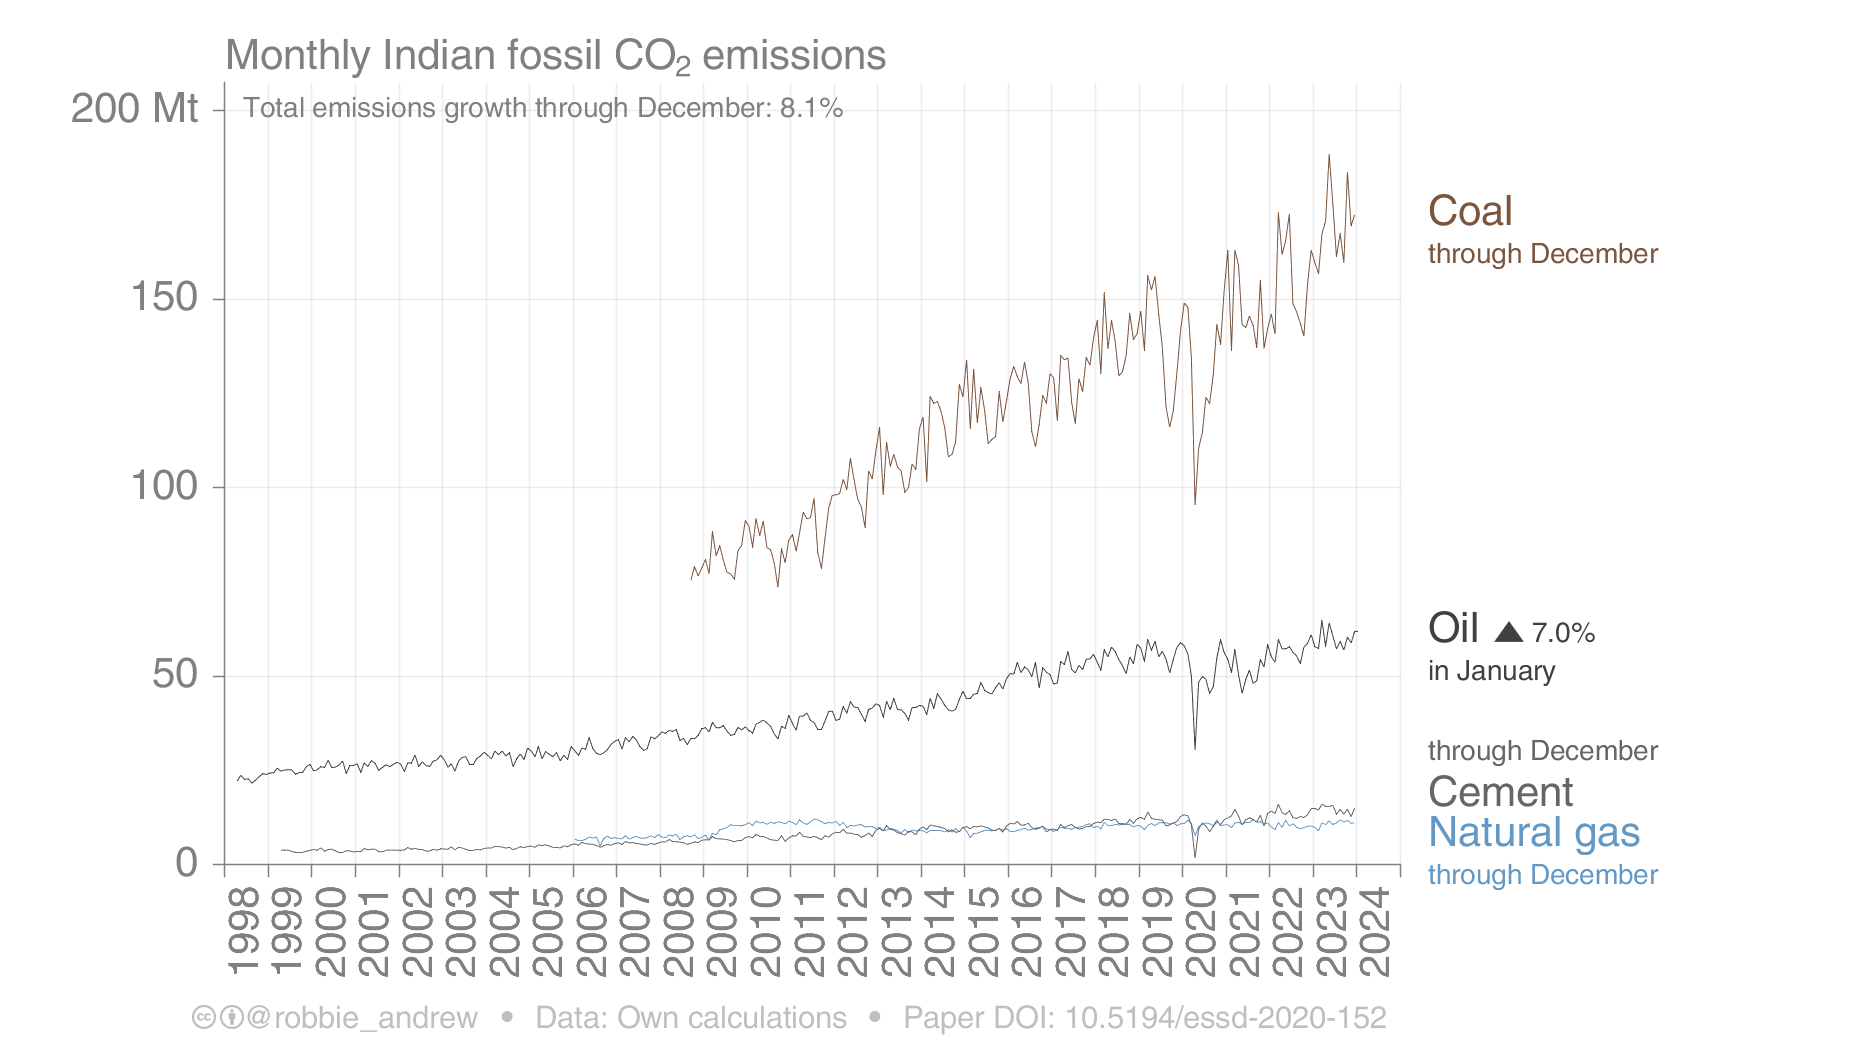 Monthly Indian fossil CO₂ emissions
Total emissions growth through December: 8.1%
200 Mt
150
100
50
0
Coal
through December
Oil ▲ 7.0%
in January
through December
Cement
Natural gas
through December
1998 1999 2000 2001 2002 2003 2004 2005 2006 2007 2008 2009 2010 2011 2012 2013 2014 2015 2016 2017 2018 2019 2020 2021 2022 2023 2024
@robbie_andrew • Data: Own calculations • Paper DOI: 10.5194/essd-2020-152